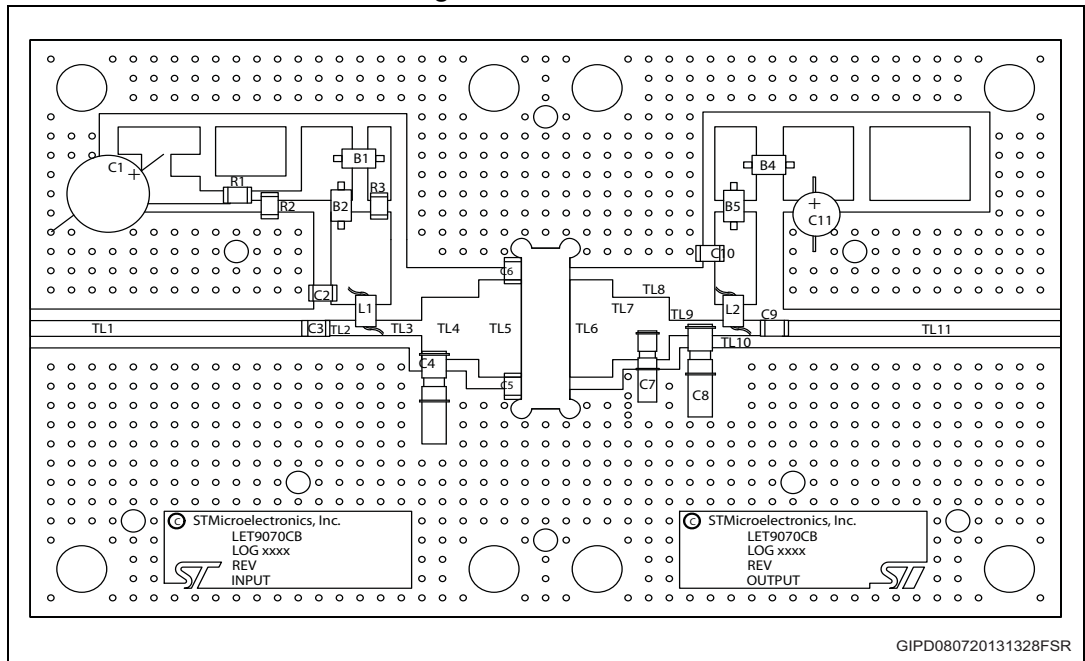 C1
R1
R2
B1
B2
R3
C2
L1
TL1
C3
TL2
TL3
TL4
C4
C6
TL5
C5
TL6
TL7
TL8
TL9
C7
C8
TL10
C10
L2
C9
TL11
B4
B5
C11
© STMicroelectronics, Inc.
LET9070CB
LOG xxxx
REV
INPUT
ST
© STMicroelectronics, Inc.
LET9070CB
LOG xxxx
REV
OUTPUT
ST
GIPD080720131328FSR